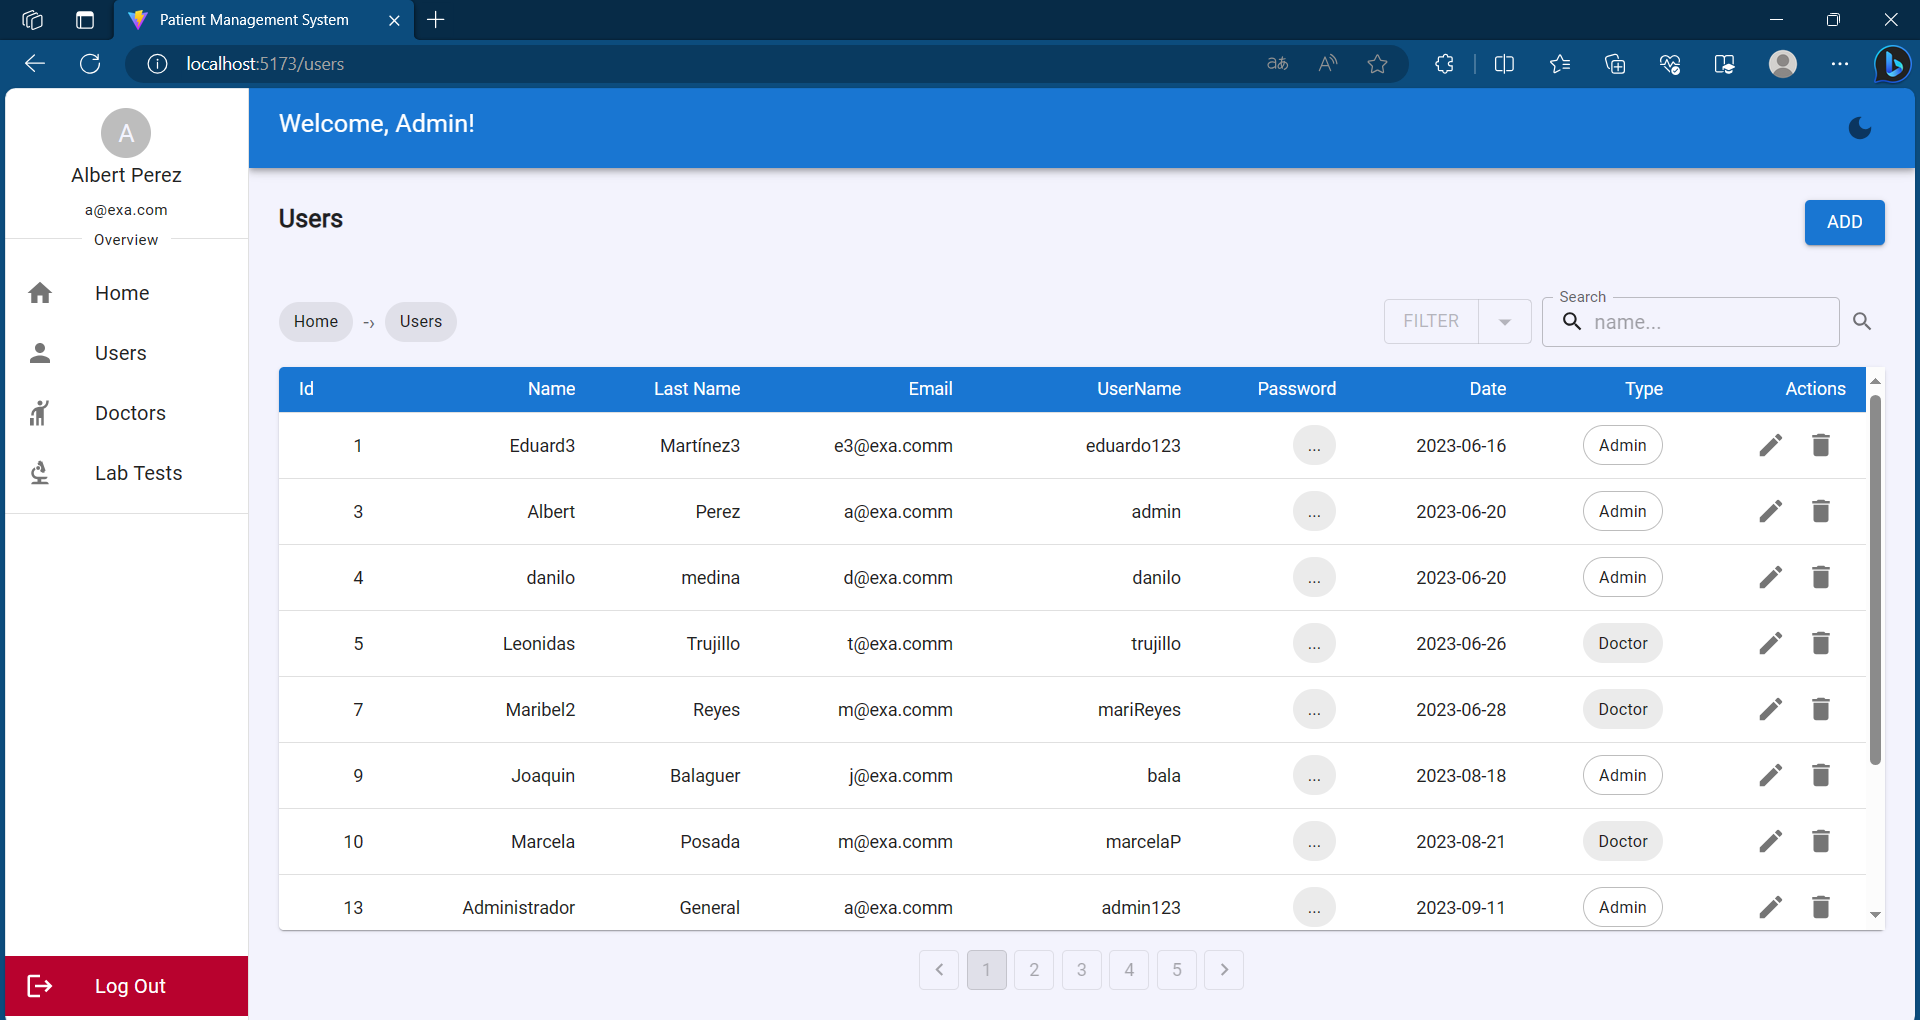 Patient Management System
localhost:5173/users
A
Albert Perez
a@exa.com
Overview
Home
Users
Doctors
Lab Tests
Log Out
Welcome, Admin!
Users
ADD
Home -> Users
FILTER
Search
name...
Id Name Last Name Email UserName Password Date Type Actions
1 Eduard3 Martínez3 e3@exa.comm eduardo123 ... 2023-06-16 Admin
3 Albert Perez a@exa.comm admin ... 2023-06-20 Admin
4 danilo medina d@exa.comm danilo ... 2023-06-20 Admin
5 Leonidas Trujillo t@exa.comm trujillo ... 2023-06-26 Doctor
7 Maribel2 Reyes m@exa.comm mariReyes ... 2023-06-28 Doctor
9 Joaquin Balaguer j@exa.comm bala ... 2023-08-18 Admin
10 Marcela Posada m@exa.comm marcelaP ... 2023-08-21 Doctor
13 Administrador General a@exa.comm admin123 ... 2023-09-11 Admin
1 2 3 4 5